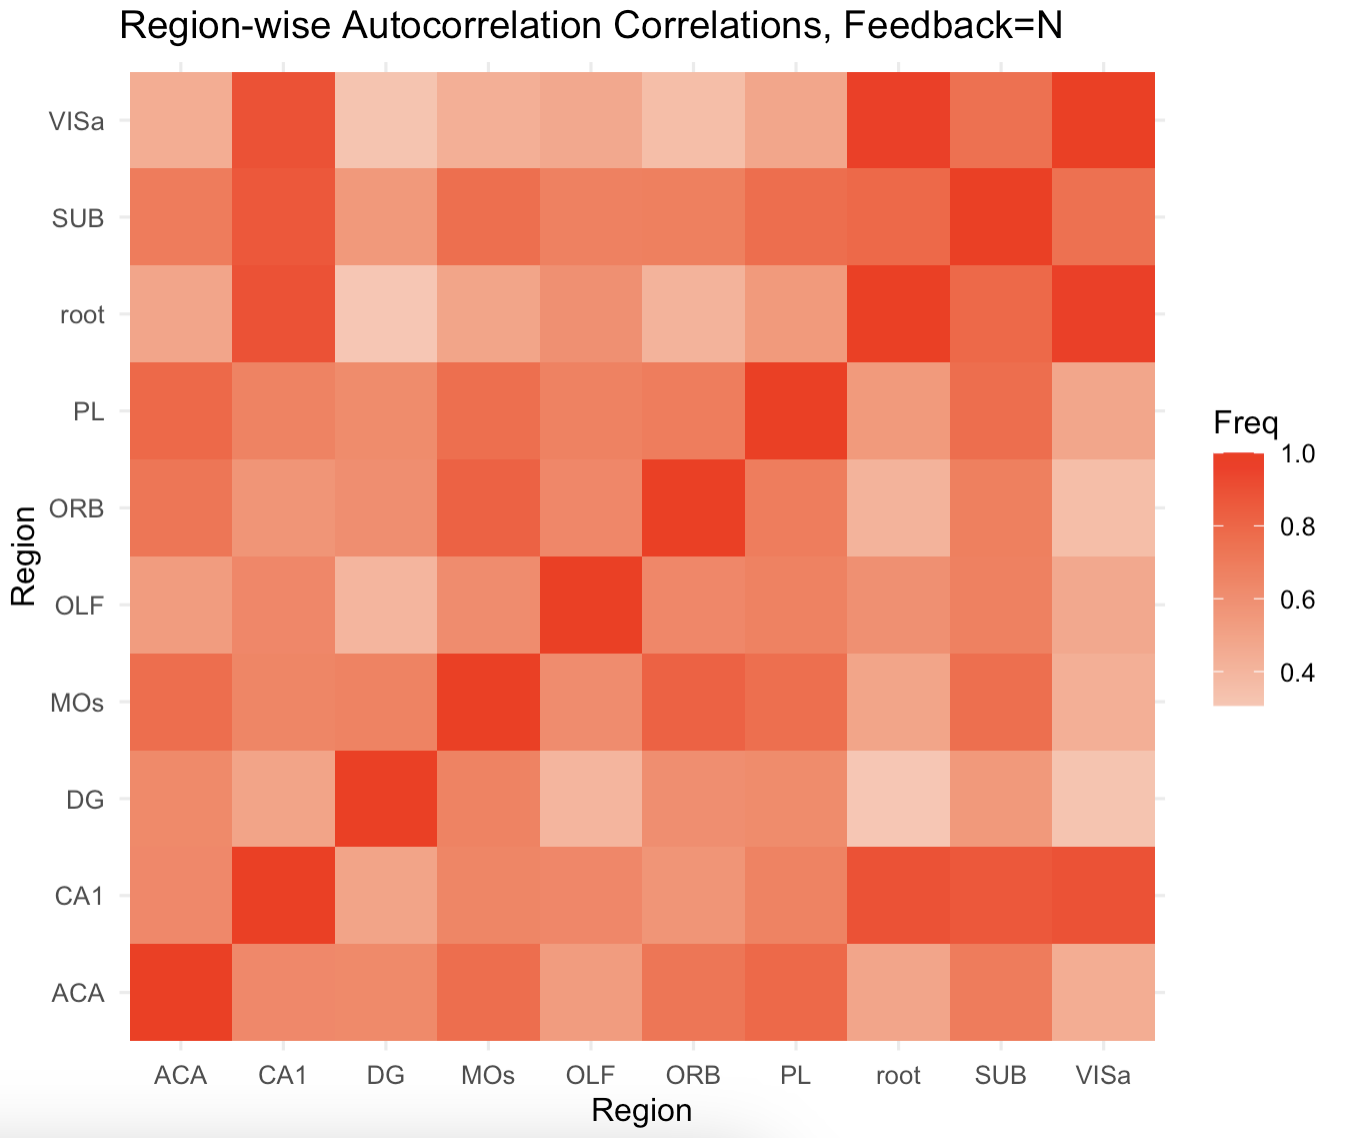 Region-wise Autocorrelation Correlations, Feedback=N
VISa
SUB
root
PL
ORB
OLF
MOs
DG
CA1
ACA
Region
ACA CA1 DG MOs OLF ORB PL root SUB VISa
Region
Freq
1.0
0.8
0.6
0.4